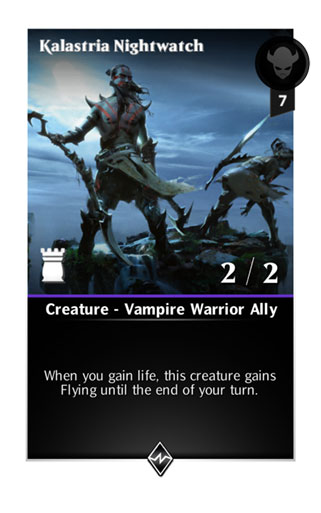 Kalastria Nightwatch
7
2/2
Creature - Vampire Warrior Ally
When you gain life, this creature gains
Flying until the end of your turn.